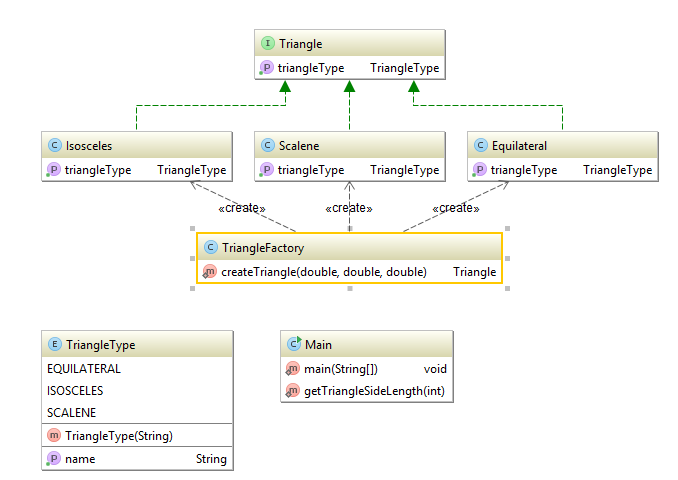 I Triangle
P triangleType TriangleType
C Isosceles
P triangleType TriangleType
C Scalene
P triangleType TriangleType
C Equilateral
P triangleType TriangleType
«create» «create» «create»
C TriangleFactory
m createTriangle(double, double, double) Triangle
E TriangleType
EQUILATERAL
ISOSCELES
SCALENE
m TriangleType(String)
P name String
C Main
m main(String[]) void
m getTriangleSideLength(int)